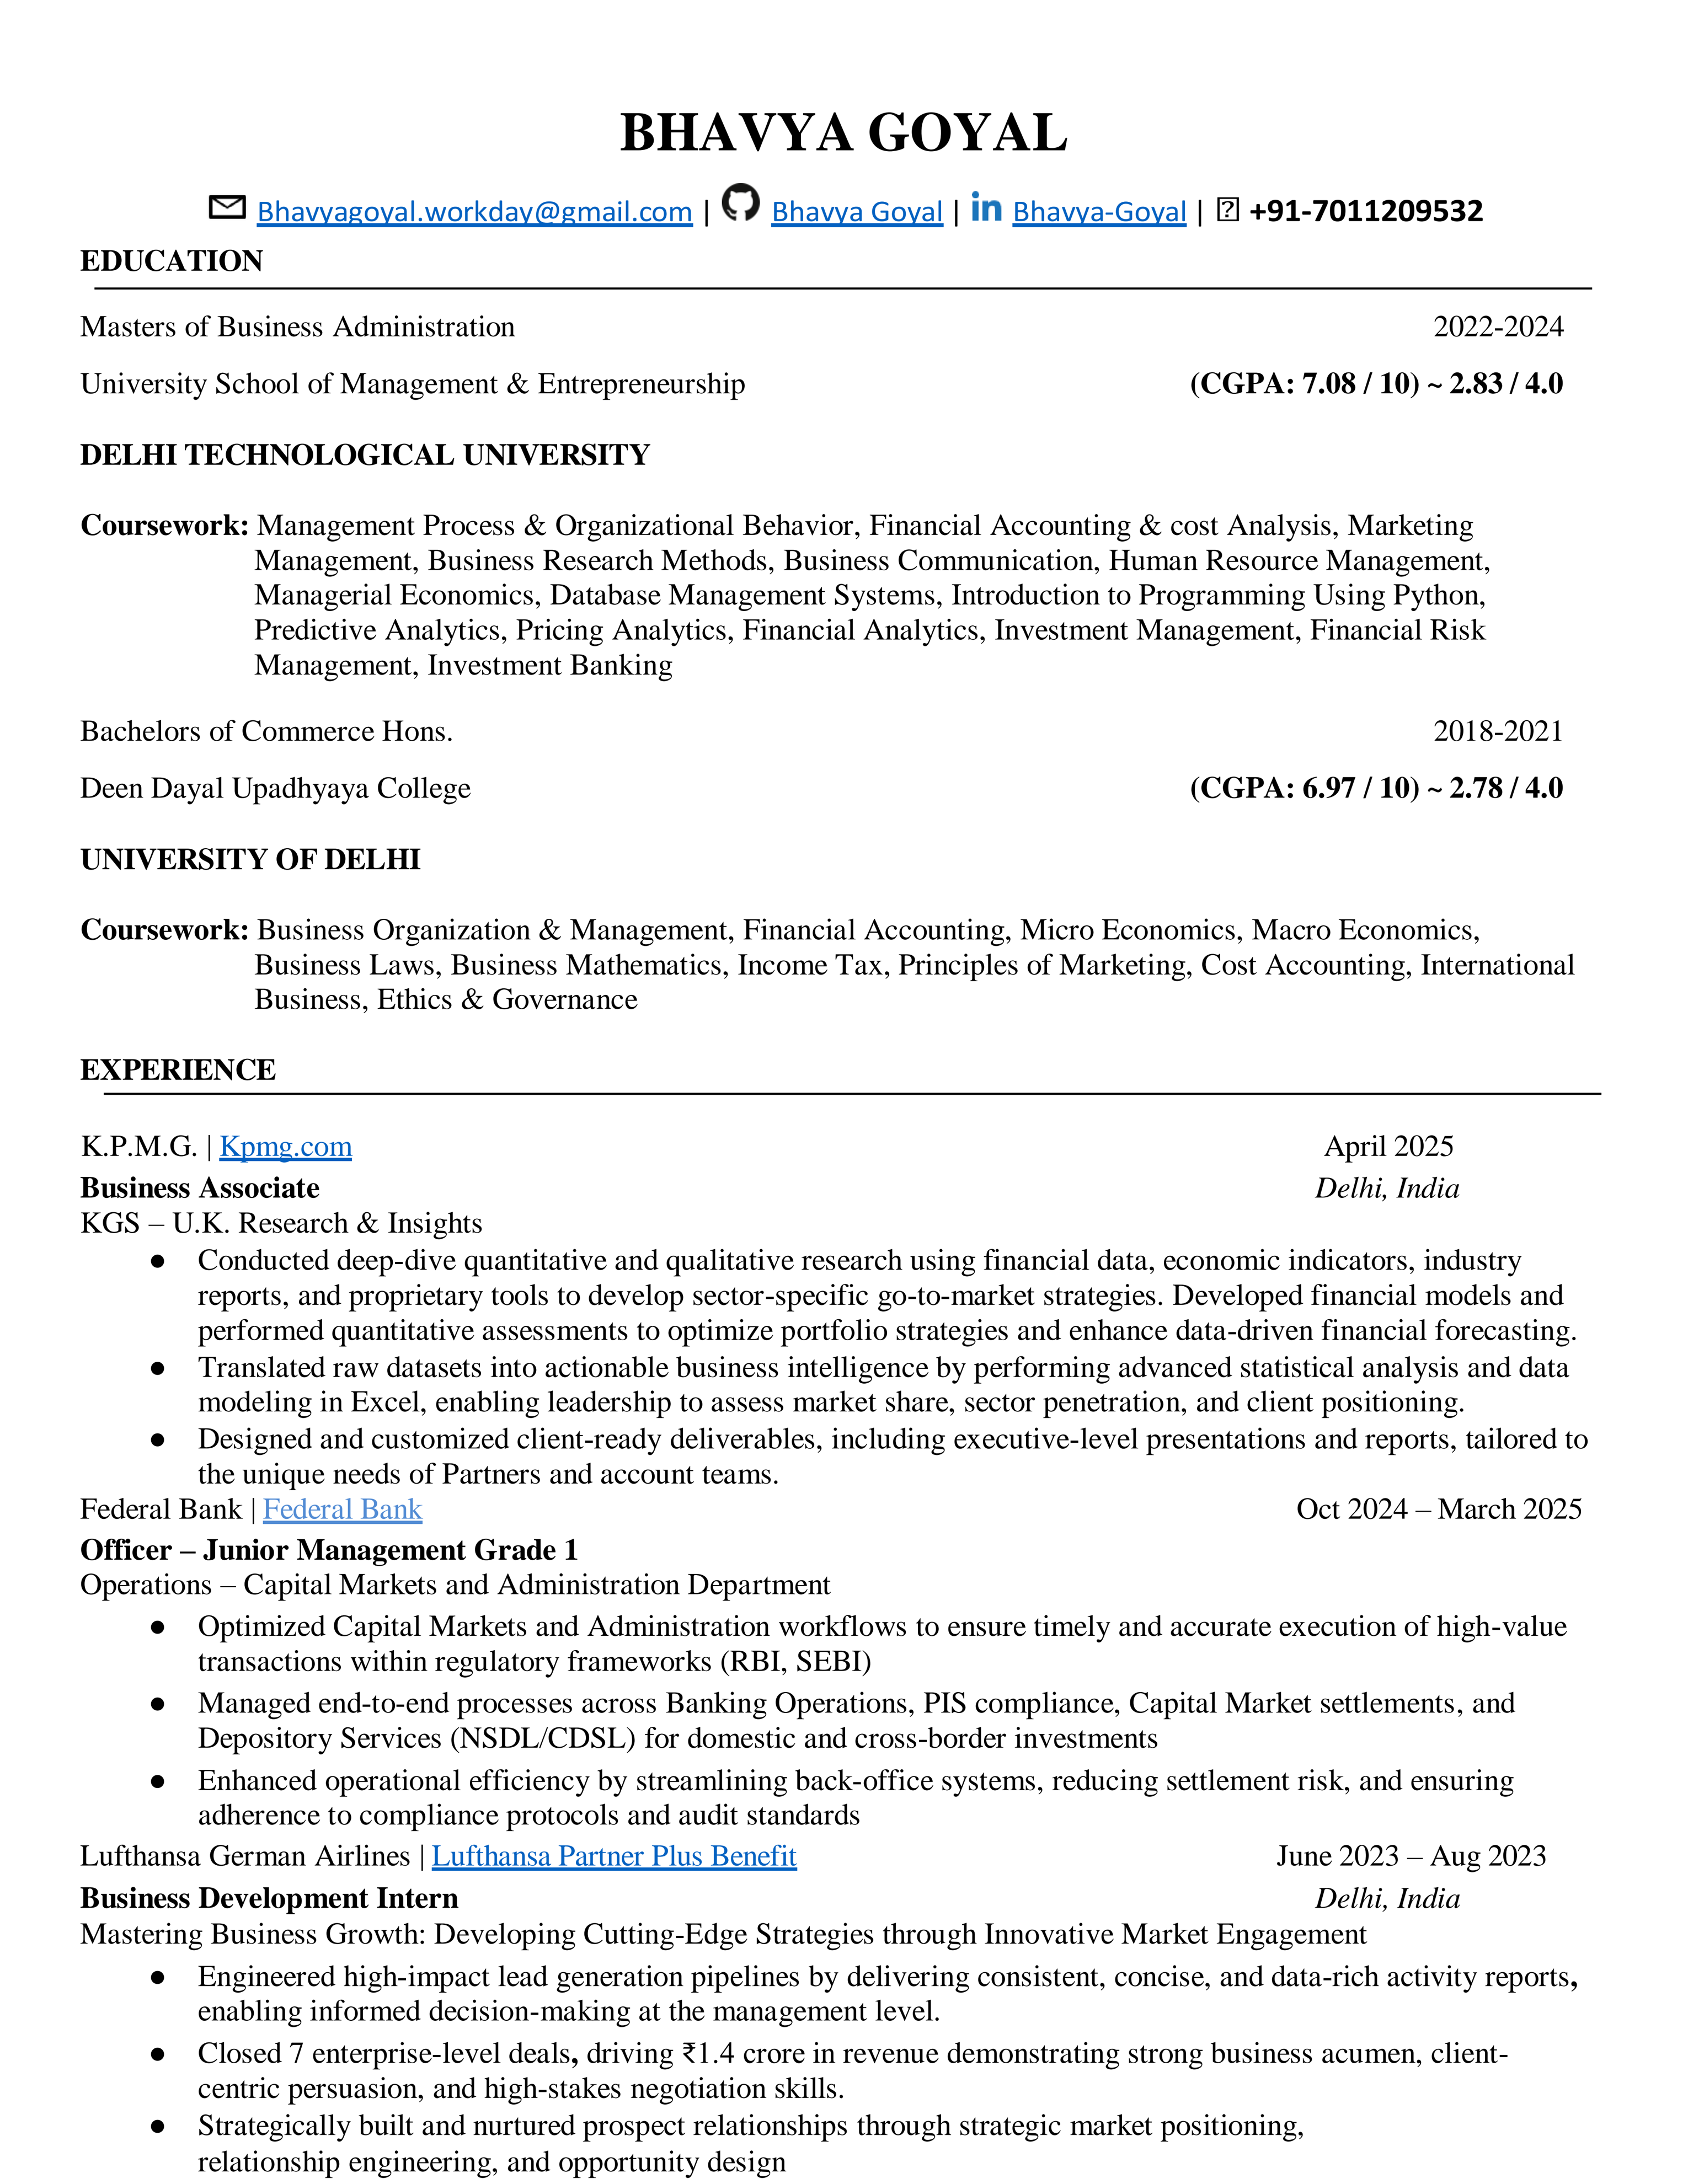 BHAVYA GOYAL
Bhavyagoyal.workday@gmail.com | Bhavya Goyal | in Bhavya-Goyal | +91-7011209532
EDUCATION
Masters of Business Administration 2022-2024
University School of Management & Entrepreneurship (CGPA: 7.08 / 10) ~ 2.83 / 4.0
DELHI TECHNOLOGICAL UNIVERSITY
Coursework: Management Process & Organizational Behavior, Financial Accounting & cost Analysis, Marketing
Management, Business Research Methods, Business Communication, Human Resource Management,
Managerial Economics, Database Management Systems, Introduction to Programming Using Python,
Predictive Analytics, Pricing Analytics, Financial Analytics, Investment Management, Financial Risk
Management, Investment Banking
Bachelors of Commerce Hons. 2018-2021
Deen Dayal Upadhyaya College (CGPA: 6.97 / 10) ~ 2.78 / 4.0
UNIVERSITY OF DELHI
Coursework: Business Organization & Management, Financial Accounting, Micro Economics, Macro Economics,
Business Laws, Business Mathematics, Income Tax, Principles of Marketing, Cost Accounting, International
Business, Ethics & Governance
EXPERIENCE
K.P.M.G. | Kpmg.com April 2025
Business Associate Delhi, India
KGS – U.K. Research & Insights
● Conducted deep-dive quantitative and qualitative research using financial data, economic indicators, industry
reports, and proprietary tools to develop sector-specific go-to-market strategies. Developed financial models and
performed quantitative assessments to optimize portfolio strategies and enhance data-driven financial forecasting.
● Translated raw datasets into actionable business intelligence by performing advanced statistical analysis and data
modeling in Excel, enabling leadership to assess market share, sector penetration, and client positioning.
● Designed and customized client-ready deliverables, including executive-level presentations and reports, tailored to
the unique needs of Partners and account teams.
Federal Bank | Federal Bank Oct 2024 – March 2025
Officer – Junior Management Grade 1
Operations – Capital Markets and Administration Department
● Optimized Capital Markets and Administration workflows to ensure timely and accurate execution of high-value
transactions within regulatory frameworks (RBI, SEBI)
● Managed end-to-end processes across Banking Operations, PIS compliance, Capital Market settlements, and
Depository Services (NSDL/CDSL) for domestic and cross-border investments
● Enhanced operational efficiency by streamlining back-office systems, reducing settlement risk, and ensuring
adherence to compliance protocols and audit standards
Lufthansa German Airlines | Lufthansa Partner Plus Benefit June 2023 – Aug 2023
Business Development Intern Delhi, India
Mastering Business Growth: Developing Cutting-Edge Strategies through Innovative Market Engagement
● Engineered high-impact lead generation pipelines by delivering consistent, concise, and data-rich activity reports,
enabling informed decision-making at the management level.
● Closed 7 enterprise-level deals, driving ₹1.4 crore in revenue demonstrating strong business acumen, client-
centric persuasion, and high-stakes negotiation skills.
● Strategically built and nurtured prospect relationships through strategic market positioning,
relationship engineering, and opportunity design